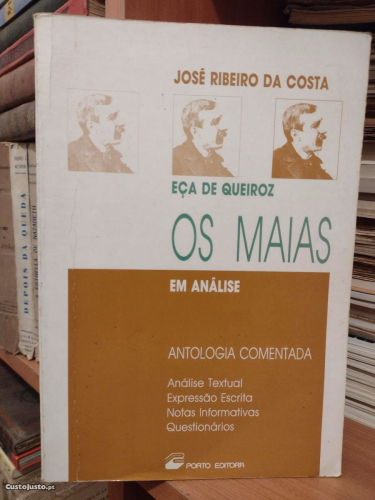 JOSÉ RIBEIRO DA COSTA
EÇA DE QUEIROZ
OS MAIAS
EM ANÁLISE
ANTOLOGIA COMENTADA
Análise Textual
Expressão Escrita
Notas Informativas
Questionários
PORTO EDITORA
DEPOIS DA QUEDA
CustoJusto.pt